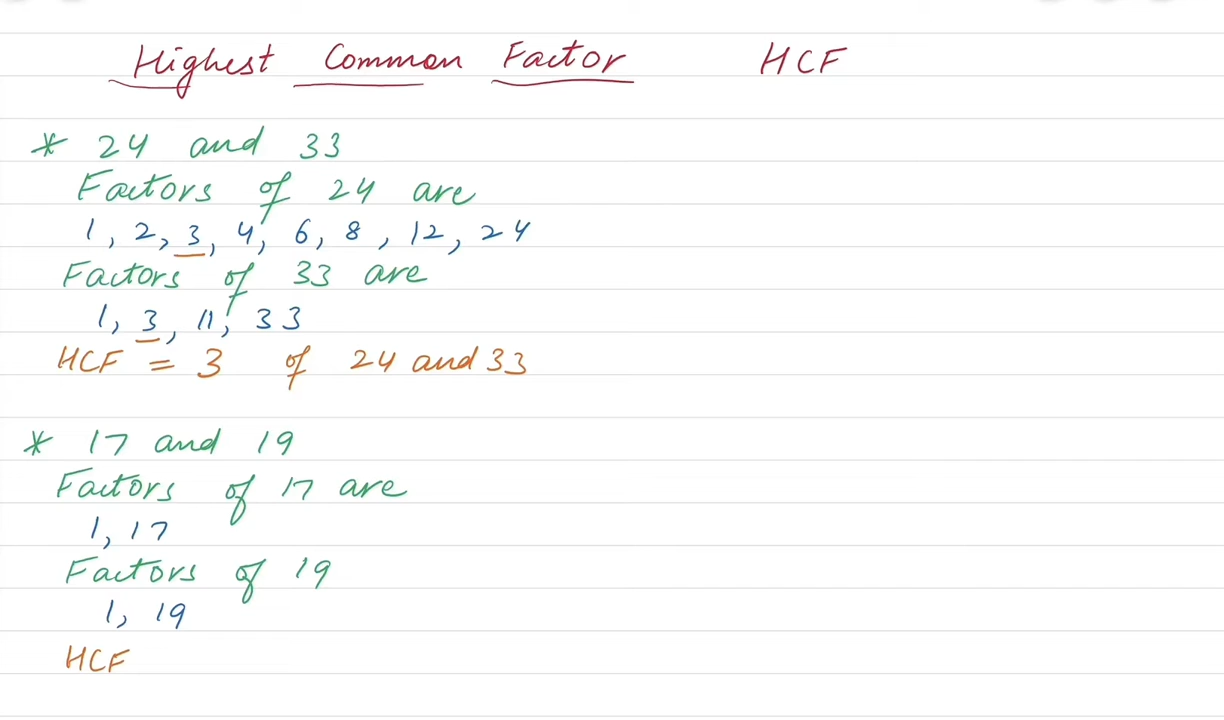 Highest Common Factor HCF
* 24 and 33
Factors of 24 are
1, 2, 3, 4, 6, 8, 12, 24
Factors of 33 are
1, 3, 11, 33
HCF = 3 of 24 and 33
* 17 and 19
Factors of 17 are
1, 17
Factors of 19
1, 19
HCF